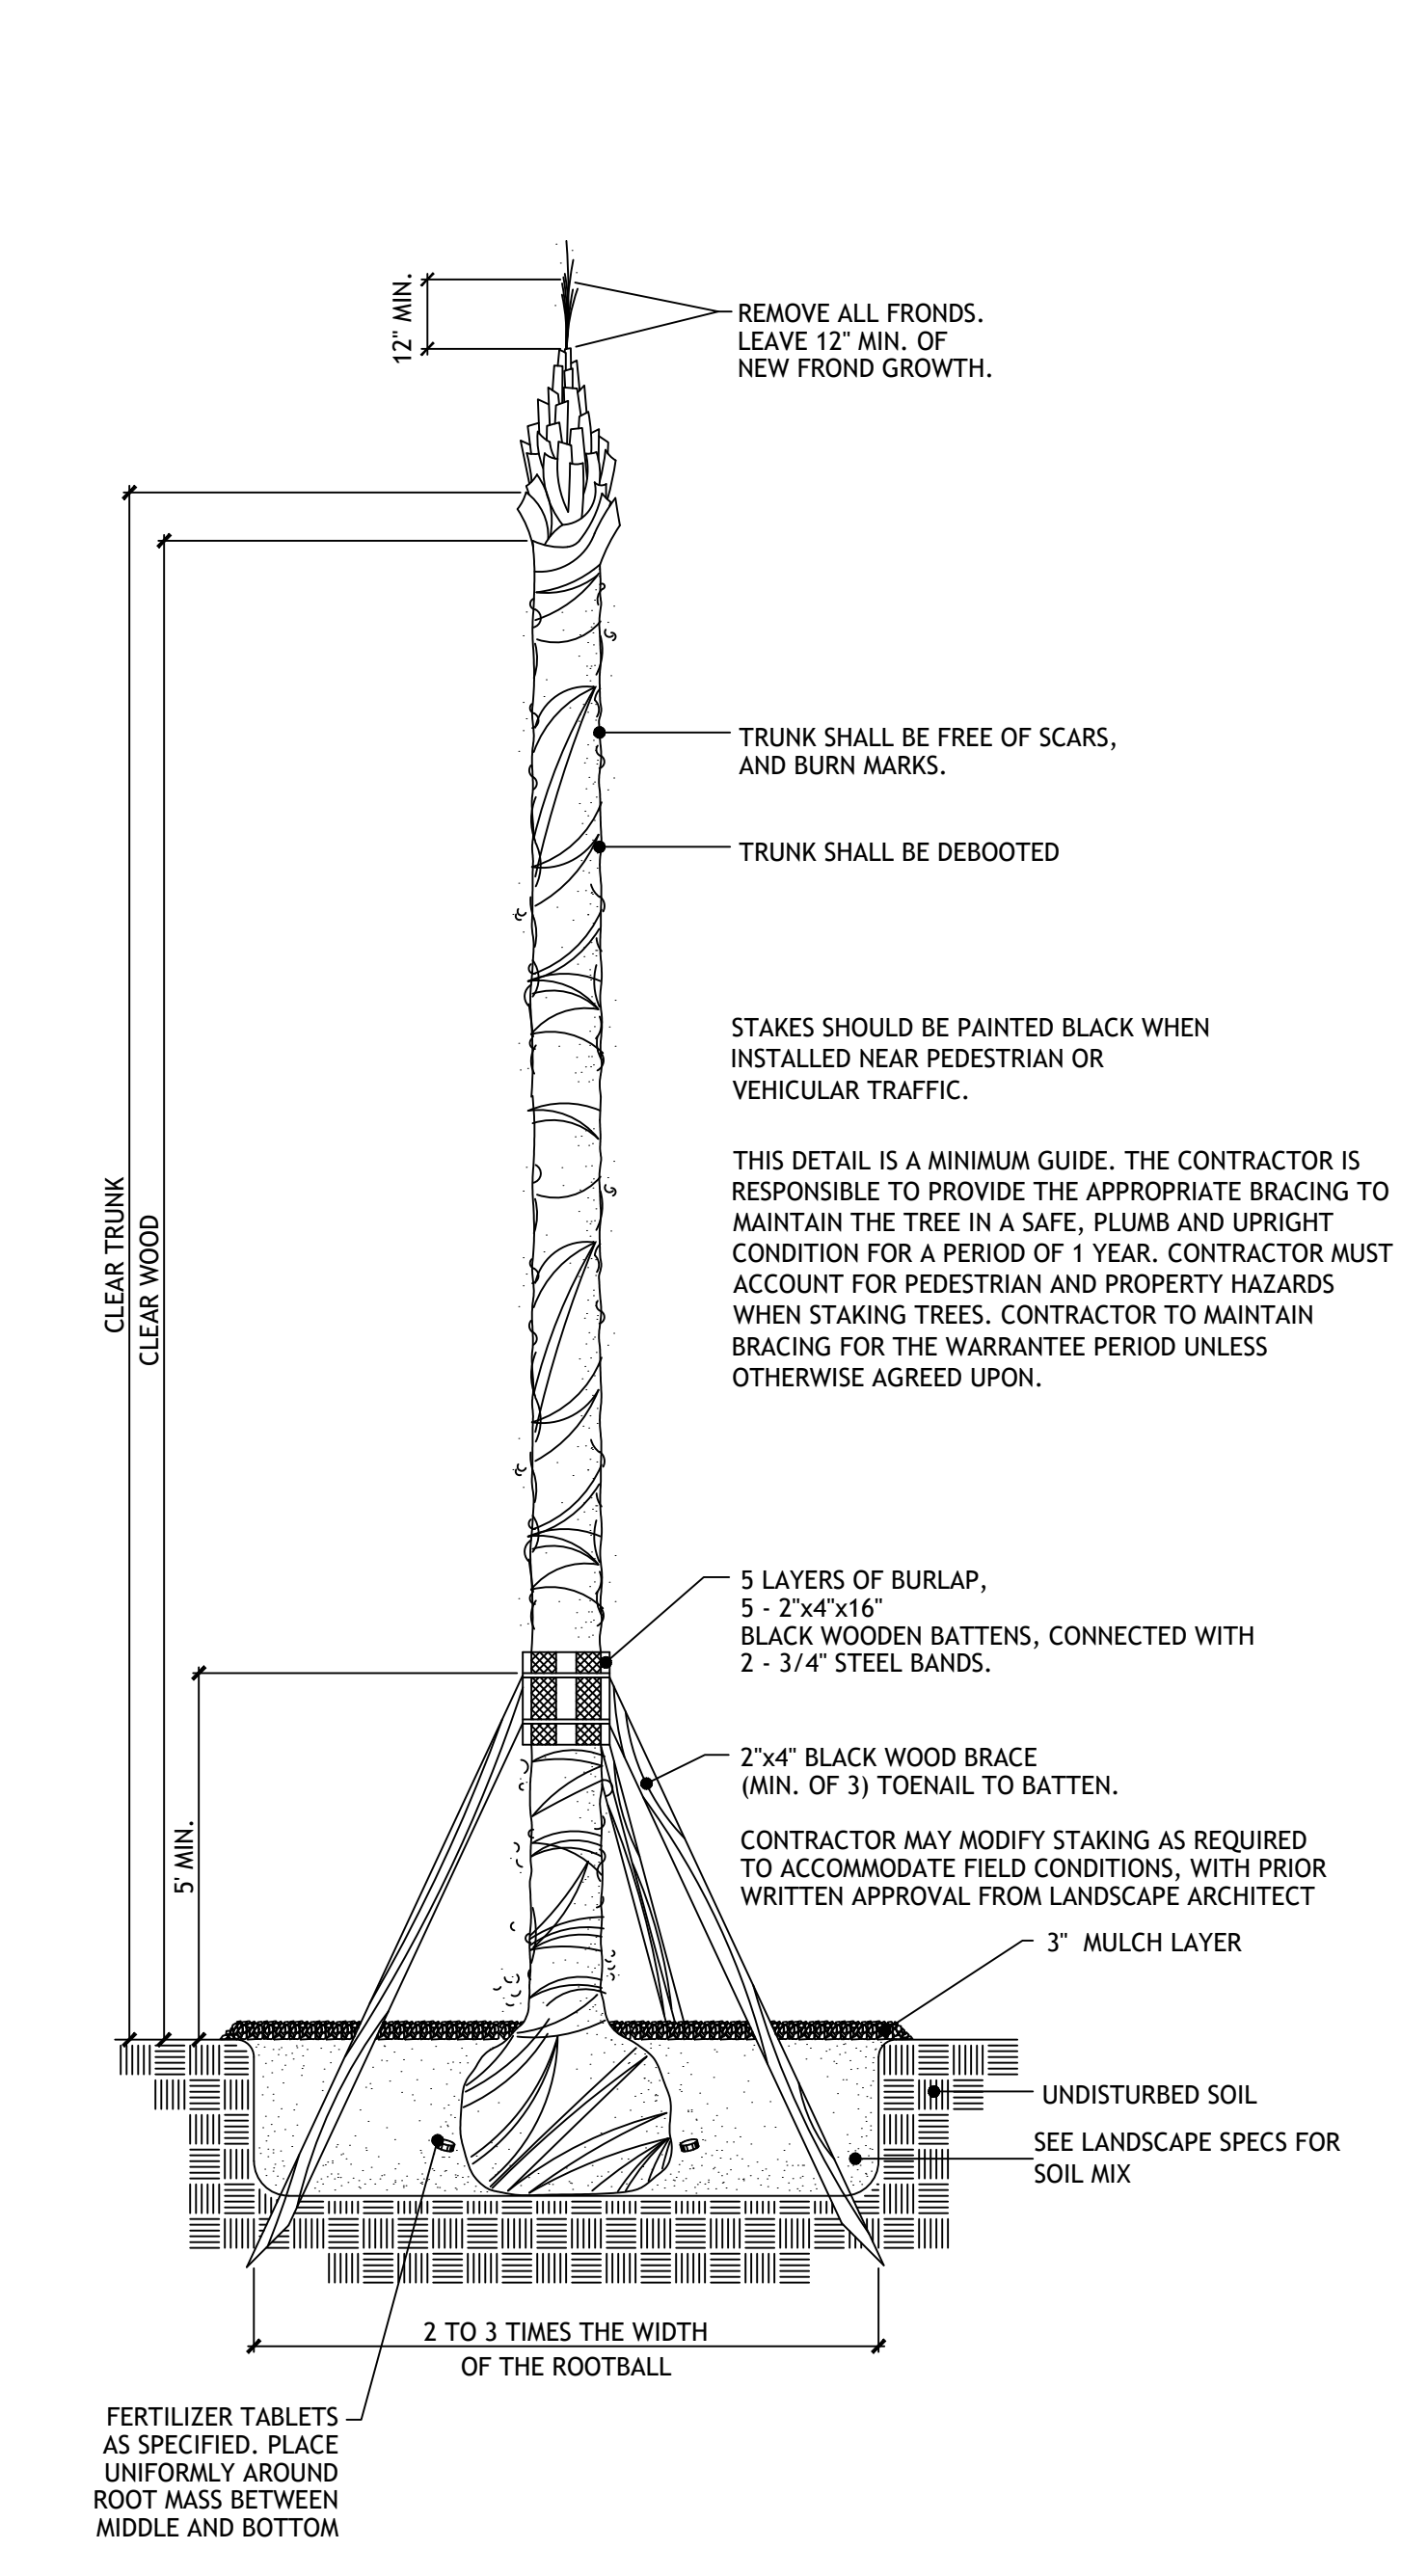 12" MIN.
REMOVE ALL FRONDS.
LEAVE 12" MIN. OF
NEW FROND GROWTH.
TRUNK SHALL BE FREE OF SCARS,
AND BURN MARKS.
TRUNK SHALL BE DEBOOTED
STAKES SHOULD BE PAINTED BLACK WHEN
INSTALLED NEAR PEDESTRIAN OR
VEHICULAR TRAFFIC.
THIS DETAIL IS A MINIMUM GUIDE. THE CONTRACTOR IS
RESPONSIBLE TO PROVIDE THE APPROPRIATE BRACING TO
MAINTAIN THE TREE IN A SAFE, PLUMB AND UPRIGHT
CONDITION FOR A PERIOD OF 1 YEAR. CONTRACTOR MUST
ACCOUNT FOR PEDESTRIAN AND PROPERTY HAZARDS
WHEN STAKING TREES. CONTRACTOR TO MAINTAIN
BRACING FOR THE WARRANTEE PERIOD UNLESS
OTHERWISE AGREED UPON.
CLEAR TRUNK
CLEAR WOOD
5 LAYERS OF BURLAP,
5 - 2"x4"x16"
BLACK WOODEN BATTENS, CONNECTED WITH
2 - 3/4" STEEL BANDS.
2"x4" BLACK WOOD BRACE
(MIN. OF 3) TOENAIL TO BATTEN.
5' MIN.
CONTRACTOR MAY MODIFY STAKING AS REQUIRED
TO ACCOMMODATE FIELD CONDITIONS, WITH PRIOR
WRITTEN APPROVAL FROM LANDSCAPE ARCHITECT
3" MULCH LAYER
UNDISTURBED SOIL
SEE LANDSCAPE SPECS FOR
SOIL MIX
2 TO 3 TIMES THE WIDTH
OF THE ROOTBALL
FERTILIZER TABLETS
AS SPECIFIED. PLACE
UNIFORMLY AROUND
ROOT MASS BETWEEN
MIDDLE AND BOTTOM